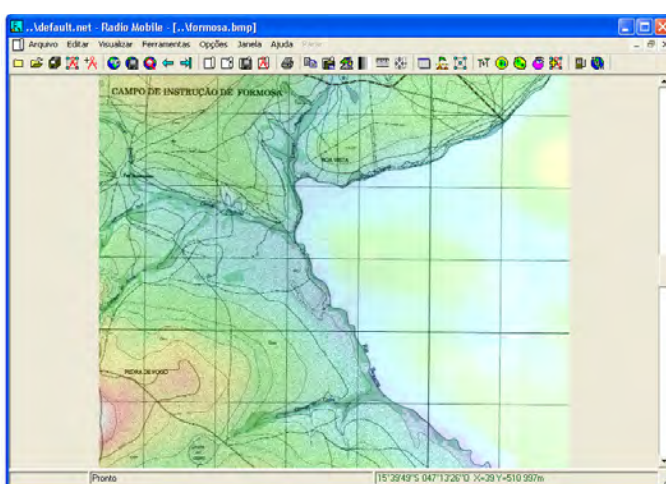 ..\default.net - Radio Mobile - [..\formosa.bmp]
Arquivo Editar Visualizar Ferramentas Opções Janela Ajuda
CAMPO DE INSTRUÇÃO DE FORMOSA
BOA VISTA
PEDRA DE FOGO
Pronto
15°39'49"S 047°13'26"O X=39 Y=510 997m